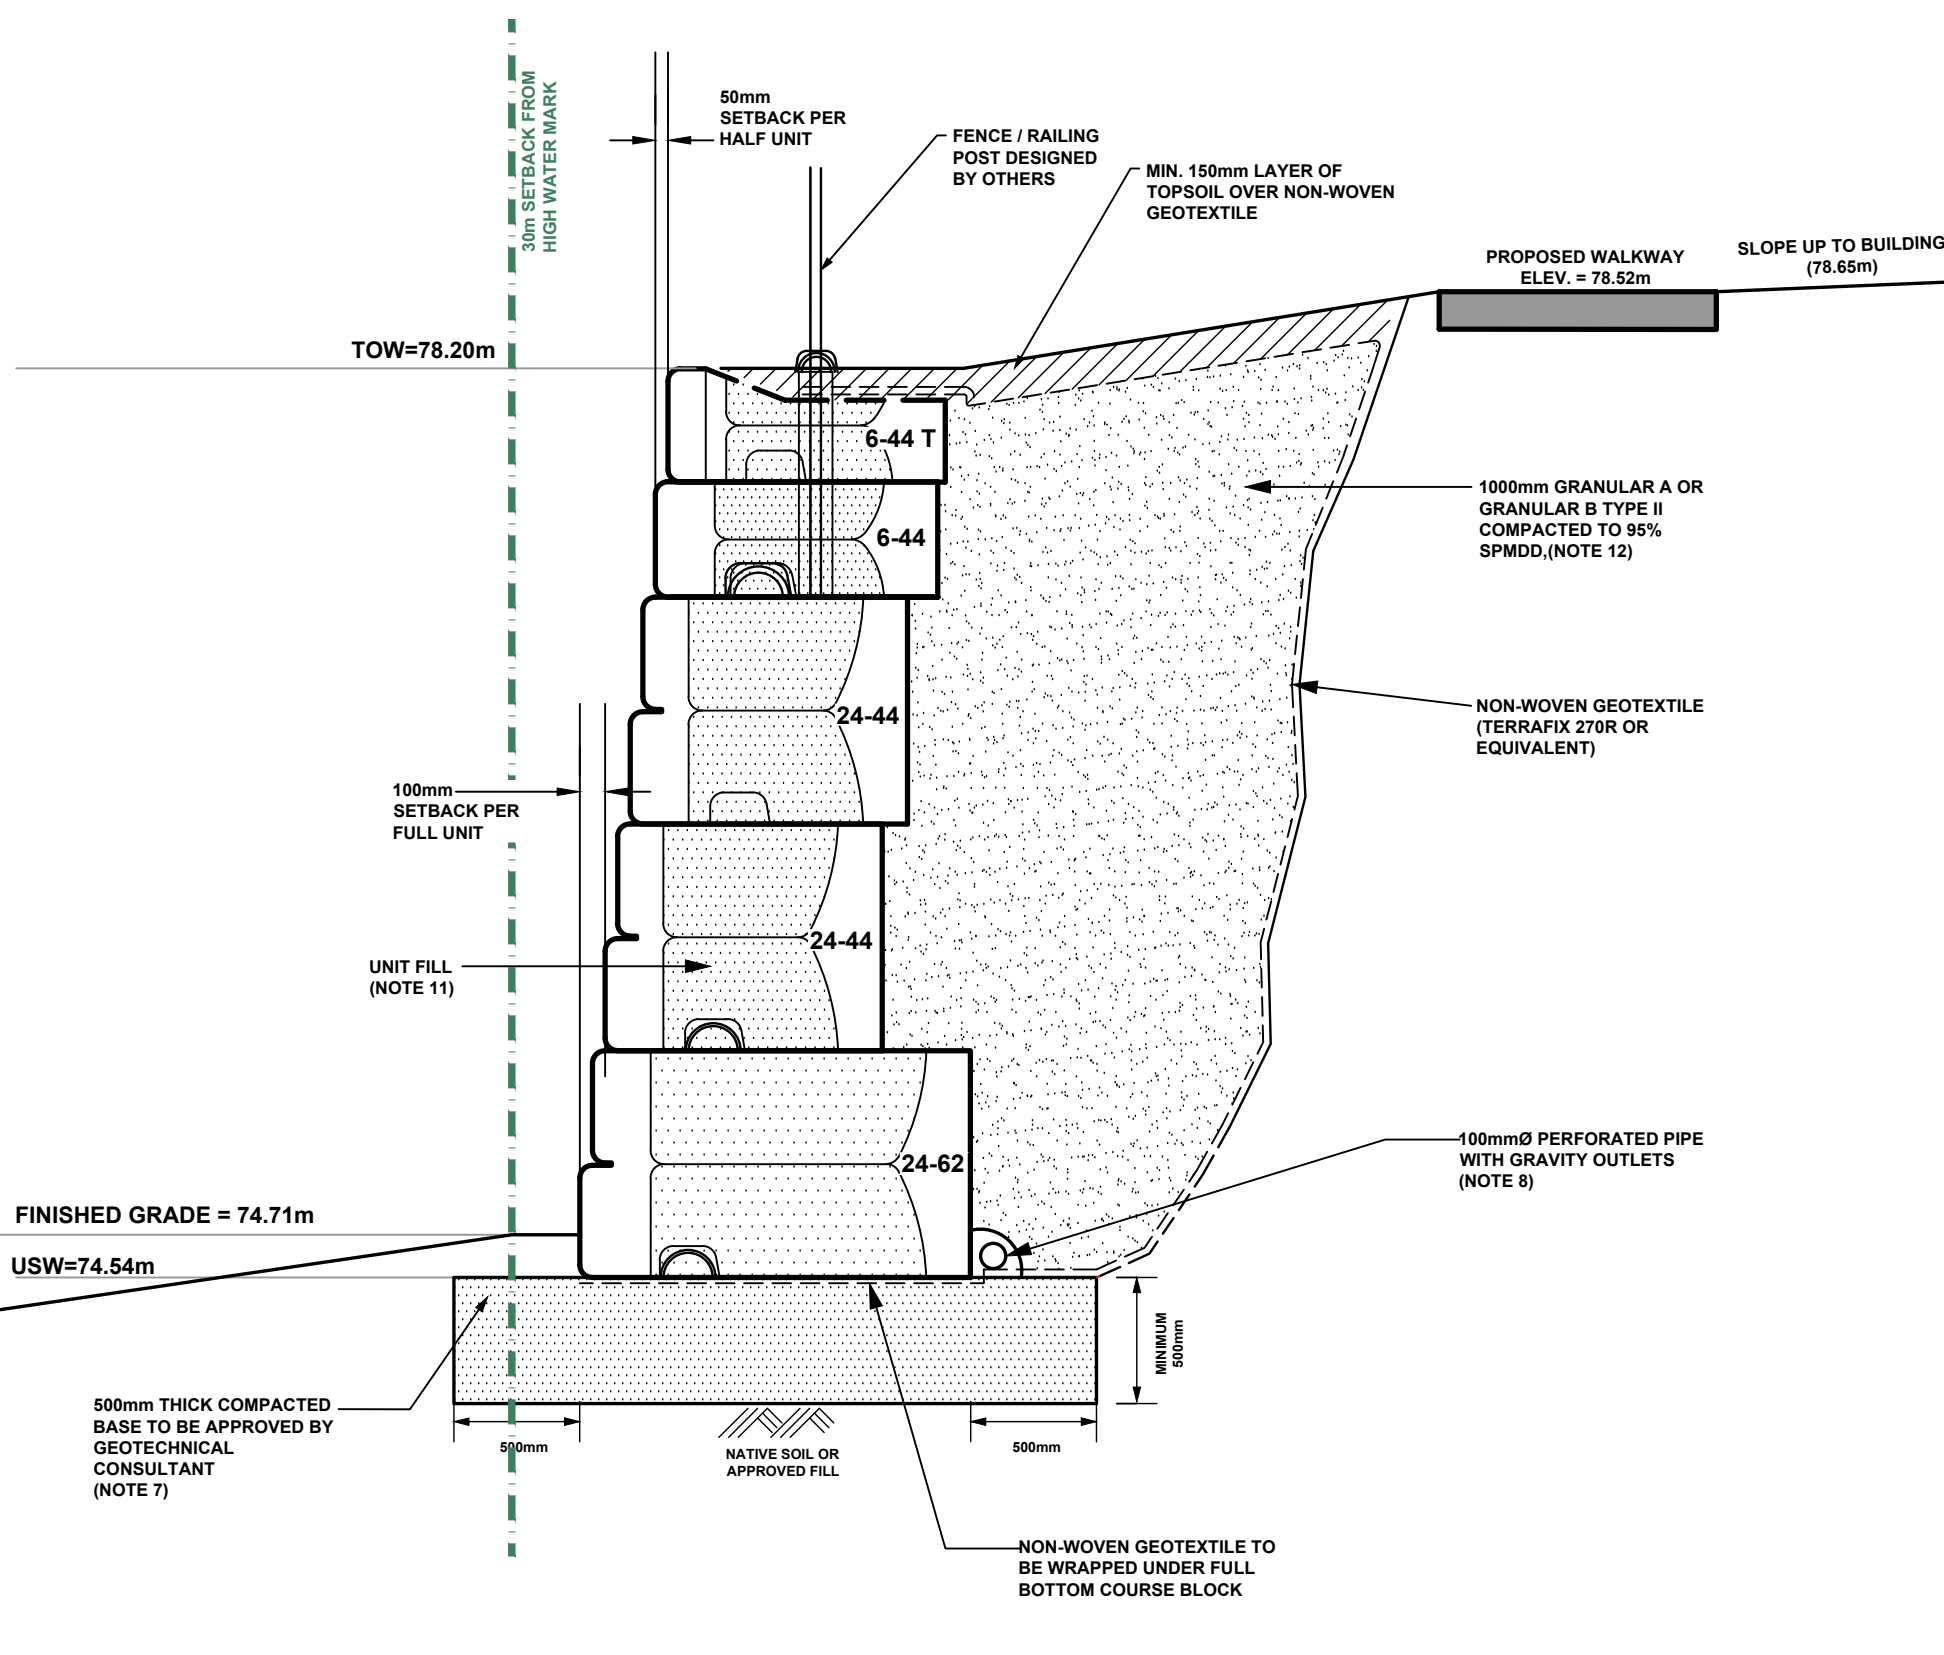 30m SETBACK FROM
HIGH WATER MARK
50mm
SETBACK PER
HALF UNIT
FENCE / RAILING
POST DESIGNED
BY OTHERS
MIN. 150mm LAYER OF
TOPSOIL OVER NON-WOVEN
GEOTEXTILE
PROPOSED WALKWAY
ELEV. = 78.52m
SLOPE UP TO BUILDING
(78.65m)
TOW=78.20m
6-44 T
6-44
1000mm GRANULAR A OR
GRANULAR B TYPE II
COMPACTED TO 95%
SPMDD,(NOTE 12)
24-44
NON-WOVEN GEOTEXTILE
(TERRAFIX 270R OR
EQUIVALENT)
100mm
SETBACK PER
FULL UNIT
24-44
UNIT FILL
(NOTE 11)
24-62
100mmØ PERFORATED PIPE
WITH GRAVITY OUTLETS
(NOTE 8)
FINISHED GRADE = 74.71m
USW=74.54m
MINIMUM
500mm
500mm THICK COMPACTED
BASE TO BE APPROVED BY
GEOTECHNICAL
CONSULTANT
(NOTE 7)
500mm
NATIVE SOIL OR
APPROVED FILL
500mm
NON-WOVEN GEOTEXTILE TO
BE WRAPPED UNDER FULL
BOTTOM COURSE BLOCK